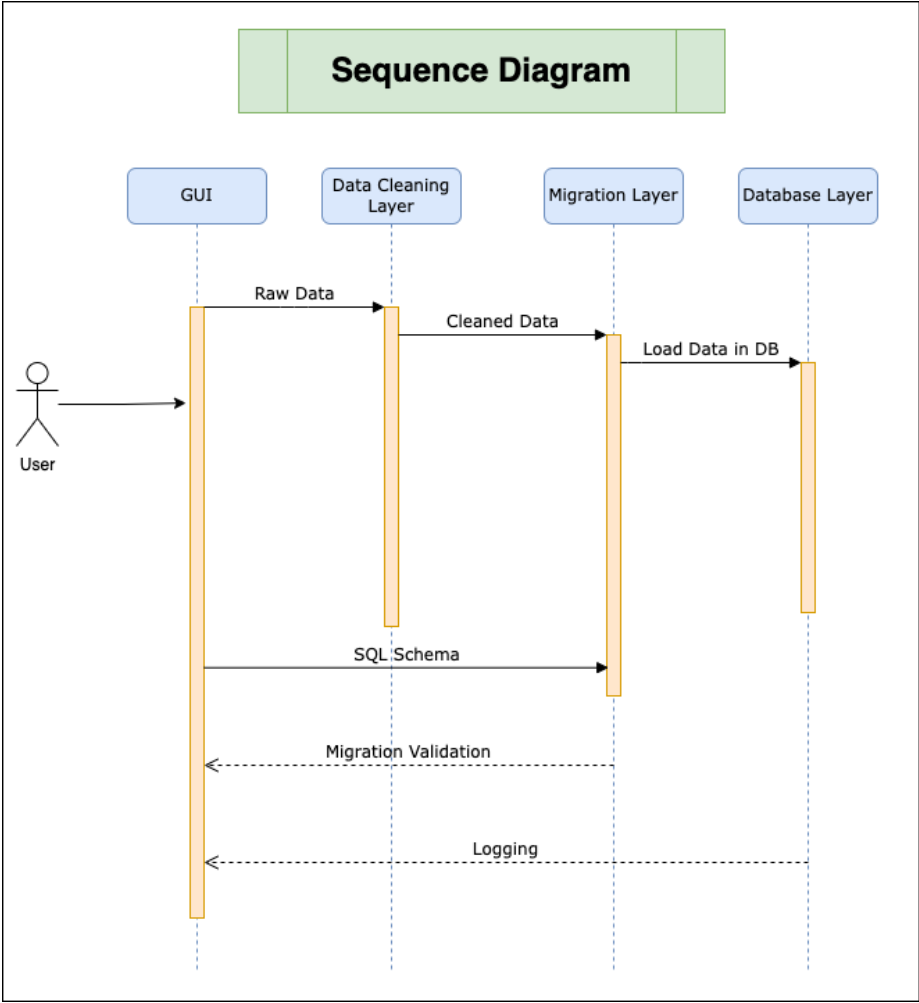 Sequence Diagram
GUI
Data Cleaning
Layer
Migration Layer
Database Layer
Raw Data
Cleaned Data
Load Data in DB
User
SQL Schema
Migration Validation
Logging